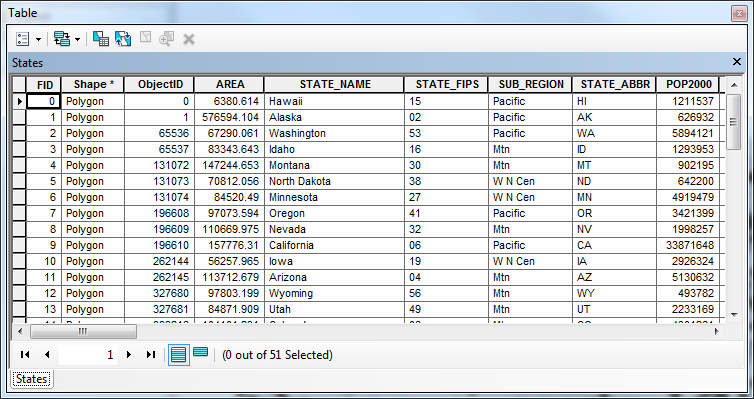 Table
States
FID Shape * ObjectID AREA STATE_NAME STATE_FIPS SUB_REGION STATE_ABBR POP2000
0 Polygon 0 6380.614 Hawaii 15 Pacific HI 1211537
1 Polygon 1 576594.104 Alaska 02 Pacific AK 626932
2 Polygon 65536 67290.061 Washington 53 Pacific WA 5894121
3 Polygon 65537 83343.643 Idaho 16 Mtn ID 1293953
4 Polygon 131072 147244.653 Montana 30 Mtn MT 902195
5 Polygon 131073 70812.056 North Dakota 38 W N Cen ND 642200
6 Polygon 131074 84520.49 Minnesota 27 W N Cen MN 4919479
7 Polygon 196608 97073.594 Oregon 41 Pacific OR 3421399
8 Polygon 196609 110669.975 Nevada 32 Mtn NV 1998257
9 Polygon 196610 157776.31 California 06 Pacific CA 33871648
10 Polygon 262144 56257.965 Iowa 19 W N Cen IA 2926324
11 Polygon 262145 113712.679 Arizona 04 Mtn AZ 5130632
12 Polygon 327680 97803.199 Wyoming 56 Mtn WY 493782
13 Polygon 327681 84871.909 Utah 49 Mtn UT 2233169
1 (0 out of 51 Selected)
States